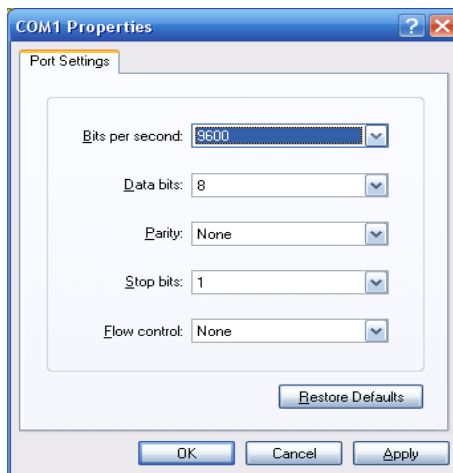 COM1 Properties
Port Settings
Bits per second: 9600
Data bits: 8
Parity: None
Stop bits: 1
Flow control: None
Restore Defaults
OK Cancel Apply